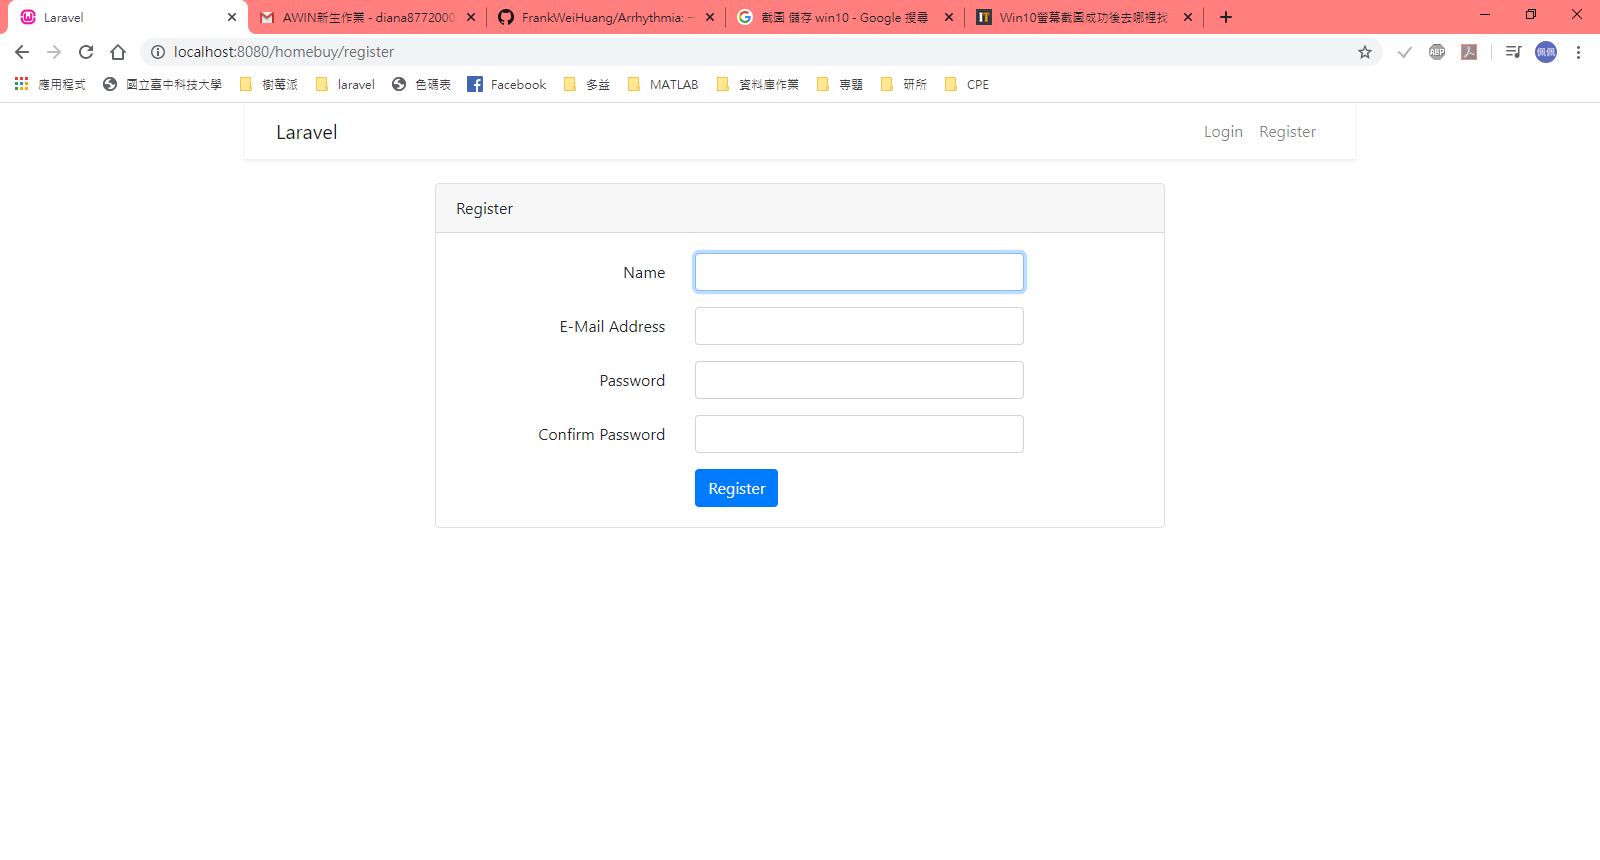 Laravel
AWIN新生作業 - diana8772000
FrankWeiHuang/Arrhythmia: 一
截圖 儲存 win10 - Google 搜尋
Win10螢幕截圖成功後去哪裡找
localhost:8080/homebuy/register
ABP
佩佩
應用程式
國立臺中科技大學
樹莓派
laravel
色碼表
Facebook
多益
MATLAB
資料庫作業
專題
研所
CPE
Laravel
Login
Register
Register
Name
E-Mail Address
Password
Confirm Password
Register